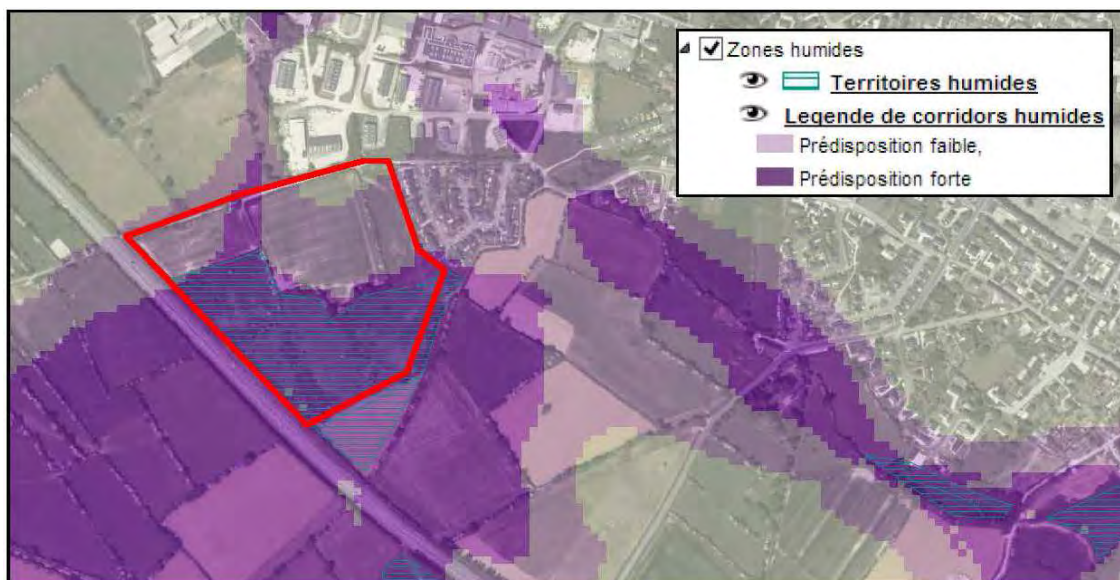 Zones humides
Territoires humides
Legende de corridors humides
Prédisposition faible,
Prédisposition forte